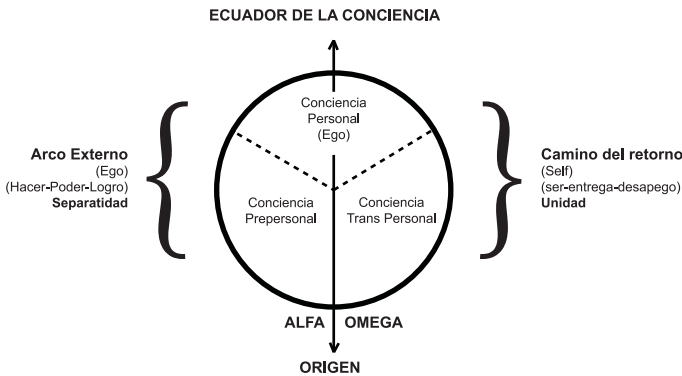 ECUADOR DE LA CONCIENCIA
Conciencia
Personal
(Ego)
Arco Externo
(Ego)
(Hacer-Poder-Logro)
Separatidad
Conciencia
Prepersonal
Conciencia
Trans Personal
Camino del retorno
(Self)
(ser-entrega-desapego)
Unidad
ALFA
OMEGA
ORIGEN